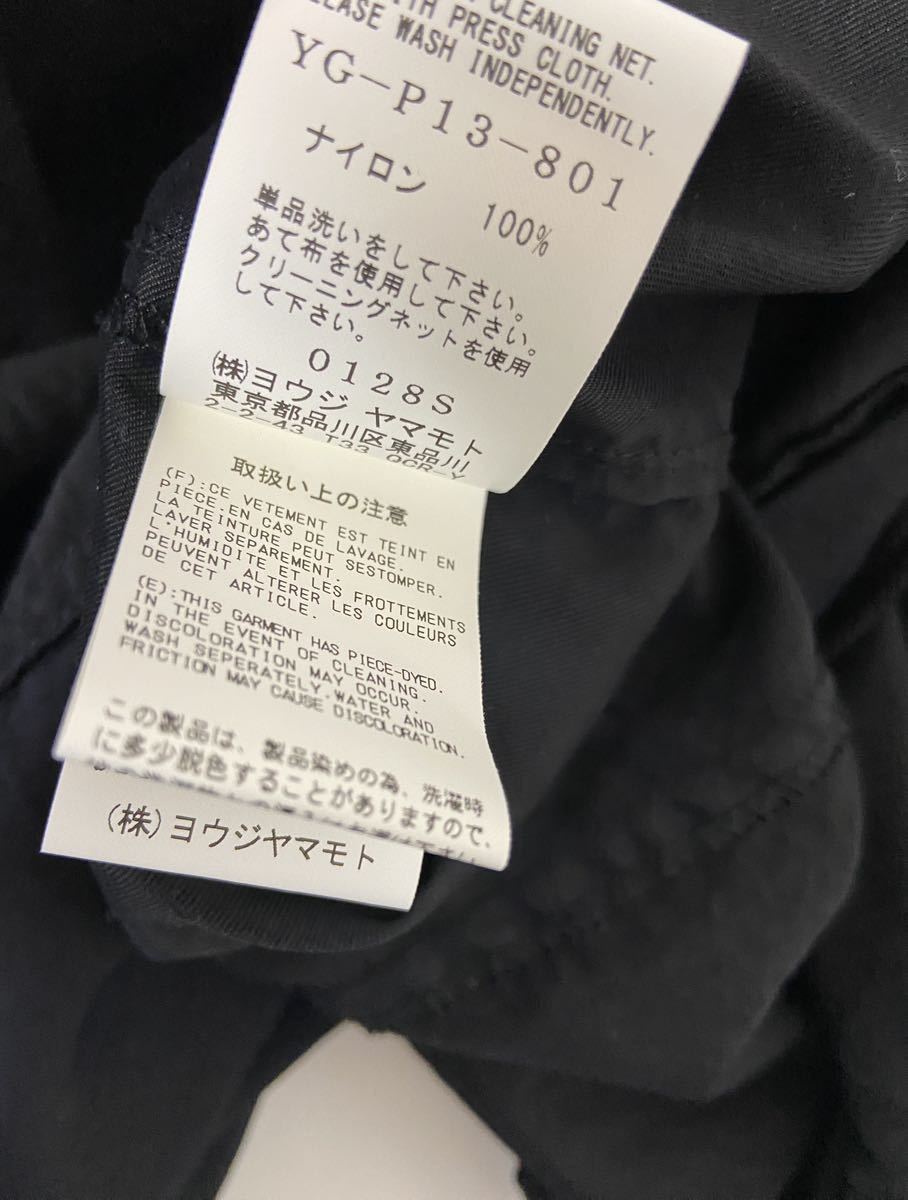 CLEANING NET.
PRESS CLOTH.
WASH INDEPENDENTLY.
YG-P13-801
ナイロン 100%
単品洗いをして下さい。
あて布を使用して下さい。
クリーニングネットを使用
して下さい。
0128S
(株)ヨウジ ヤマモト
東京都品川区東品川
2-2-43 T33 OCR-Y
取扱い上の注意
(F):CE VETEMENT EST TEINT EN
PIECE.EN CAS DE LAVAGE.
LA TEINTURE PEUT SESTOMPER.
LAVER SEPAREMENT.
L'HUMIDITE ET LES FROTTEMENTS
PEUVENT ALTERER LES COULEURS
DE CET ARTICLE.
(E):THIS GARMENT HAS PIECE-DYED.
IN THE EVENT OF CLEANING.
DISCOLORATION MAY OCCUR.
WASH SEPERATELY.WATER AND
FRICTION MAY CAUSE DISCOLORATION.
この製品は、製品染めの為、洗濯時
に多少脱色することがありますので、
(株)ヨウジヤマモト